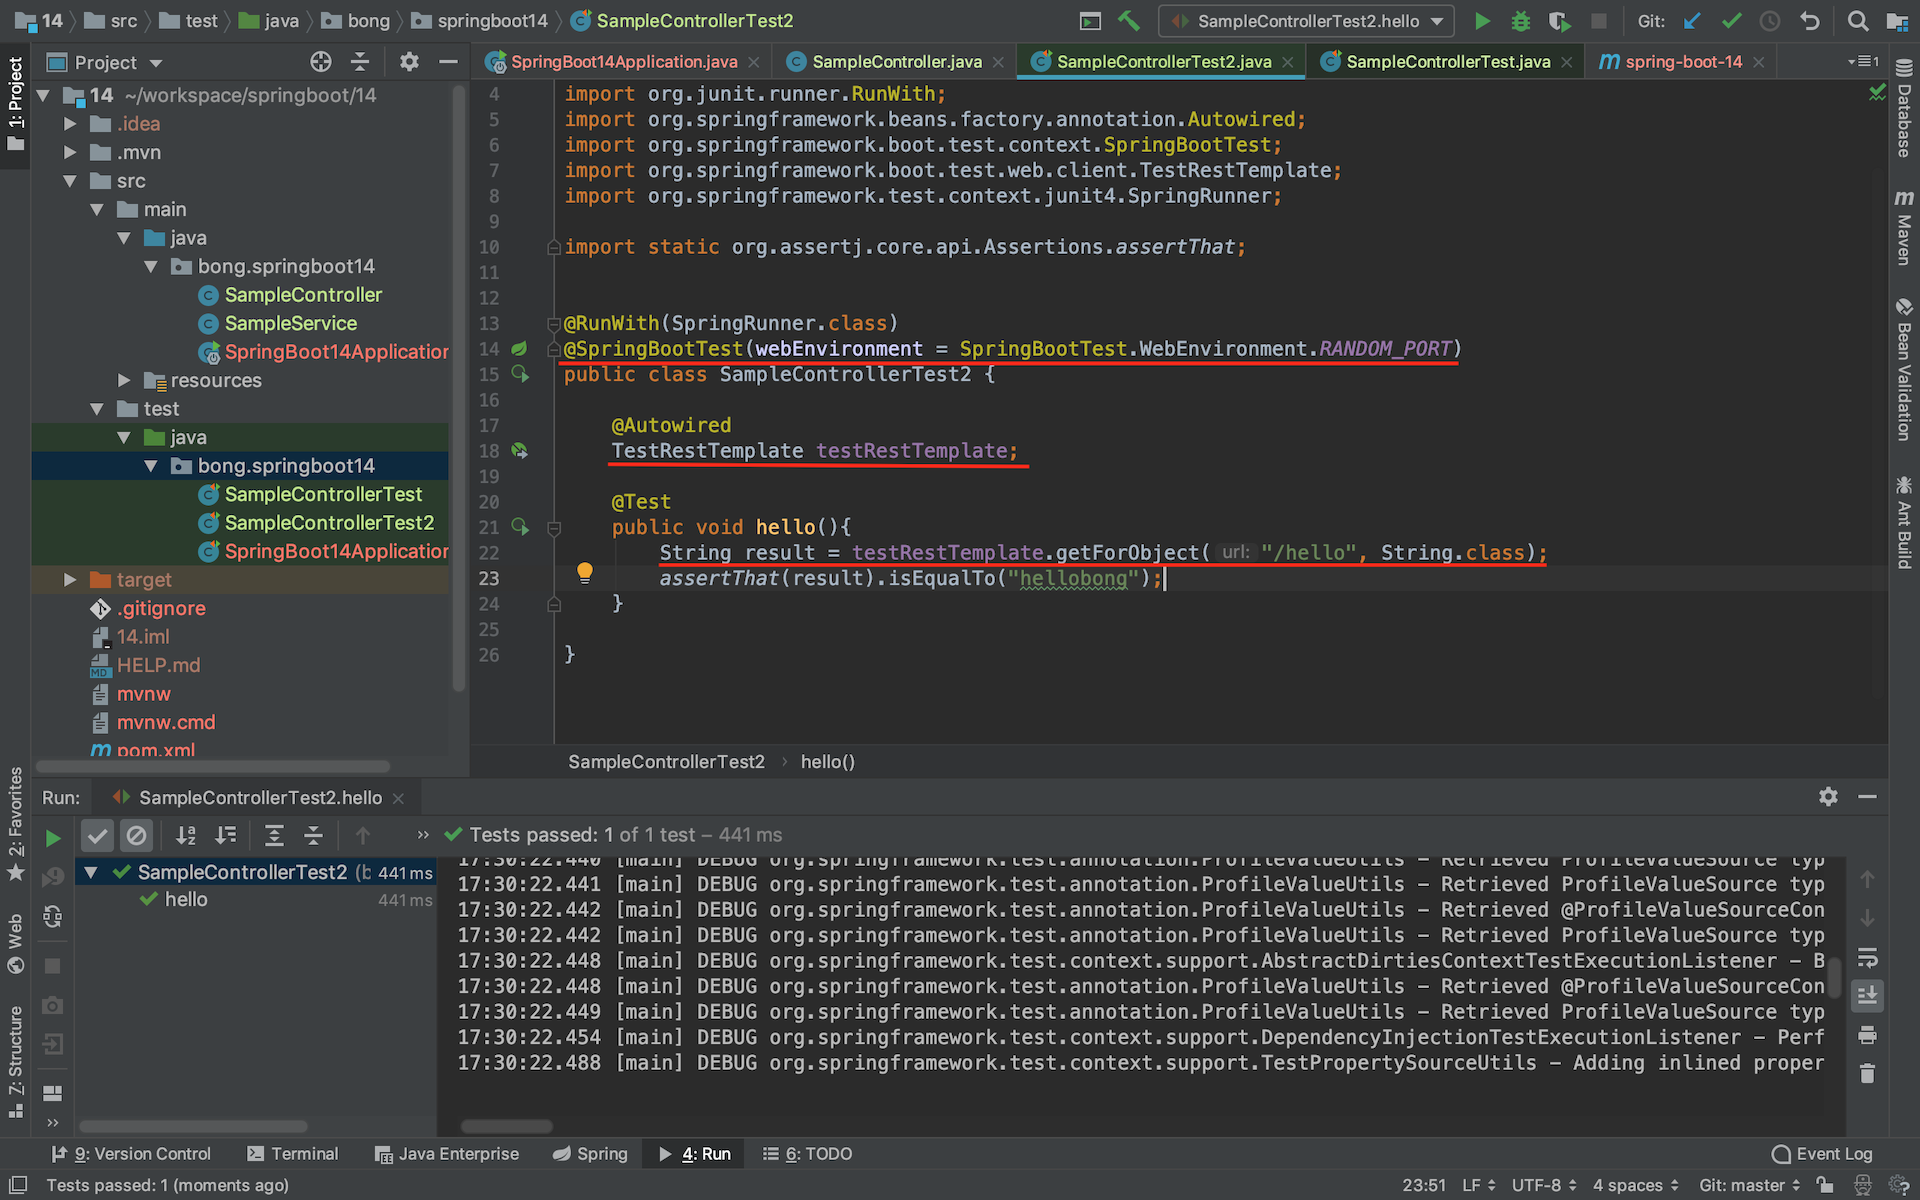 14 src test java bong springboot14 SampleControllerTest2 SampleControllerTest2.hello Git:
Project
SpringBoot14Application.java SampleController.java SampleControllerTest2.java SampleControllerTest.java spring-boot-14 1
1: Project
14 ~/workspace/springboot/14
.idea
.mvn
src
main
java
bong.springboot14
SampleController
SampleService
SpringBoot14Application
resources
test
java
bong.springboot14
SampleControllerTest
SampleControllerTest2
SpringBoot14Application
target
.gitignore
14.iml
HELP.md
mvnw
mvnw.cmd
pom.xml
4 import org.junit.runner.RunWith;
5 import org.springframework.beans.factory.annotation.Autowired;
6 import org.springframework.boot.test.context.SpringBootTest;
7 import org.springframework.boot.test.web.client.TestRestTemplate;
8 import org.springframework.test.context.junit4.SpringRunner;
9
10 import static org.assertj.core.api.Assertions.assertThat;
11
12
13 @RunWith(SpringRunner.class)
14 @SpringBootTest(webEnvironment = SpringBootTest.WebEnvironment.RANDOM_PORT)
15 public class SampleControllerTest2 {
16
17 @Autowired
18 TestRestTemplate testRestTemplate;
19
20 @Test
21 public void hello(){
22 String result = testRestTemplate.getForObject( url: "/hello", String.class);
23 assertThat(result).isEqualTo("hellobong");
24 }
25
26 }
SampleControllerTest2 › hello()
Database
Maven
Bean Validation
Ant Build
2: Favorites
Web
Z: Structure
Run: SampleControllerTest2.hello
» Tests passed: 1 of 1 test – 441 ms
SampleControllerTest2 (b 441 ms
hello 441 ms
17:30:22.440 [main] DEBUG org.springframework.test.annotation.ProfileValueUtils – Retrieved ProfileValueSource typ
17:30:22.441 [main] DEBUG org.springframework.test.annotation.ProfileValueUtils – Retrieved ProfileValueSource typ
17:30:22.442 [main] DEBUG org.springframework.test.annotation.ProfileValueUtils – Retrieved @ProfileValueSourceCon
17:30:22.442 [main] DEBUG org.springframework.test.annotation.ProfileValueUtils – Retrieved ProfileValueSource typ
17:30:22.448 [main] DEBUG org.springframework.test.context.support.AbstractDirtiesContextTestExecutionListener – B
17:30:22.448 [main] DEBUG org.springframework.test.annotation.ProfileValueUtils – Retrieved @ProfileValueSourceCon
17:30:22.449 [main] DEBUG org.springframework.test.annotation.ProfileValueUtils – Retrieved ProfileValueSource typ
17:30:22.454 [main] DEBUG org.springframework.test.context.support.DependencyInjectionTestExecutionListener – Perf
17:30:22.488 [main] DEBUG org.springframework.test.context.support.TestPropertySourceUtils – Adding inlined proper
»
9: Version Control Terminal Java Enterprise Spring 4: Run 6: TODO Event Log
Tests passed: 1 (moments ago) 23:51 LF UTF-8 4 spaces Git: master